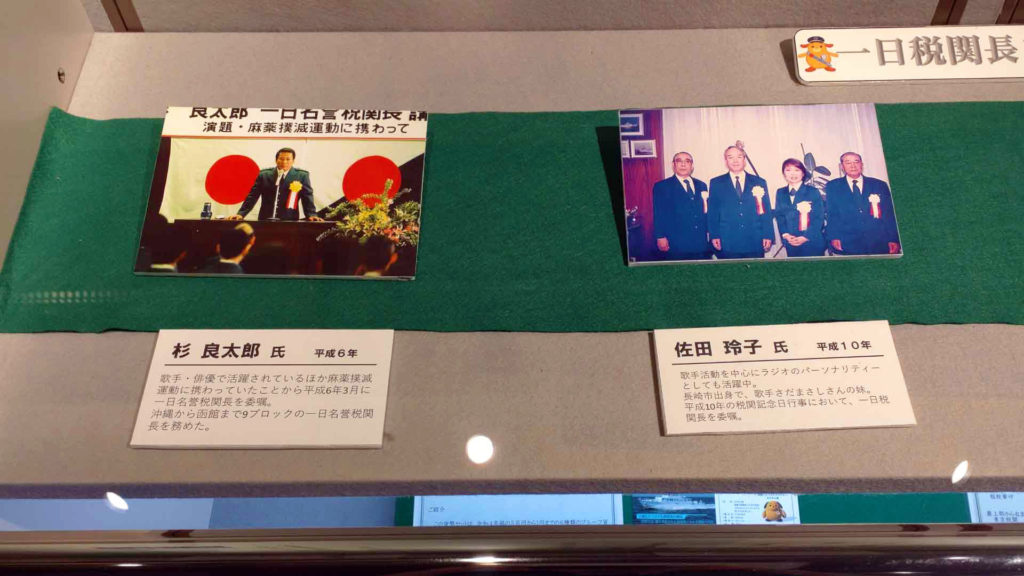 一日税関長
良太郎 一日名誉税関長 講
演題・麻薬撲滅運動に携わって
杉 良太郎 氏 平成6年
歌手・俳優で活躍されているほか麻薬撲滅
運動に携わっていたことから平成6年3月に
一日名誉税関長を委嘱。
沖縄から函館まで9ブロックの一日名誉税関
長を務めた。
佐田 玲子 氏 平成10年
歌手活動を中心にラジオのパーソナリティー
としても活躍中。
長崎市出身で、歌手さだまさしさんの妹。
平成10年の税関記念日行事において、一日税
関長を委嘱。
ご紹介